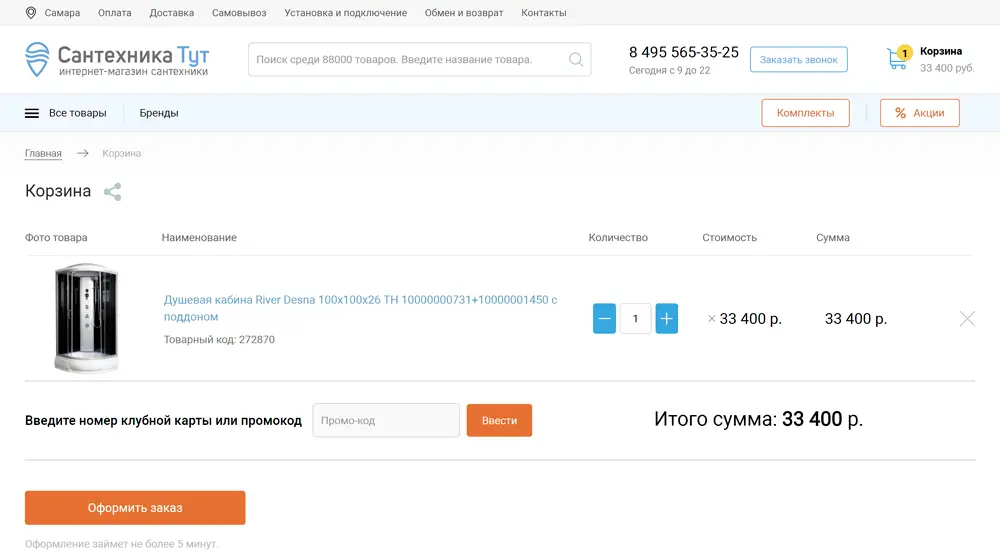 Самара Оплата Доставка Самовывоз Установка и подключение Обмен и возврат Контакты
Сантехника Тут
интернет-магазин сантехники
Поиск среди 88000 товаров. Введите название товара.
8 495 565-35-25
Сегодня с 9 до 22
Заказать звонок
1
Корзина
33 400 руб.
Все товары Бренды Комплекты % Акции
Главная → Корзина
Корзина
Фото товара Наименование Количество Стоимость Сумма
Душевая кабина River Desna 100х100х26 ТН 10000000731+10000001450 с
поддоном
Товарный код: 272870
— 1 + × 33 400 р. 33 400 р.
Введите номер клубной карты или промокод Промо-код Ввести Итого сумма: 33 400 р.
Оформить заказ
Оформление займет не более 5 минут.